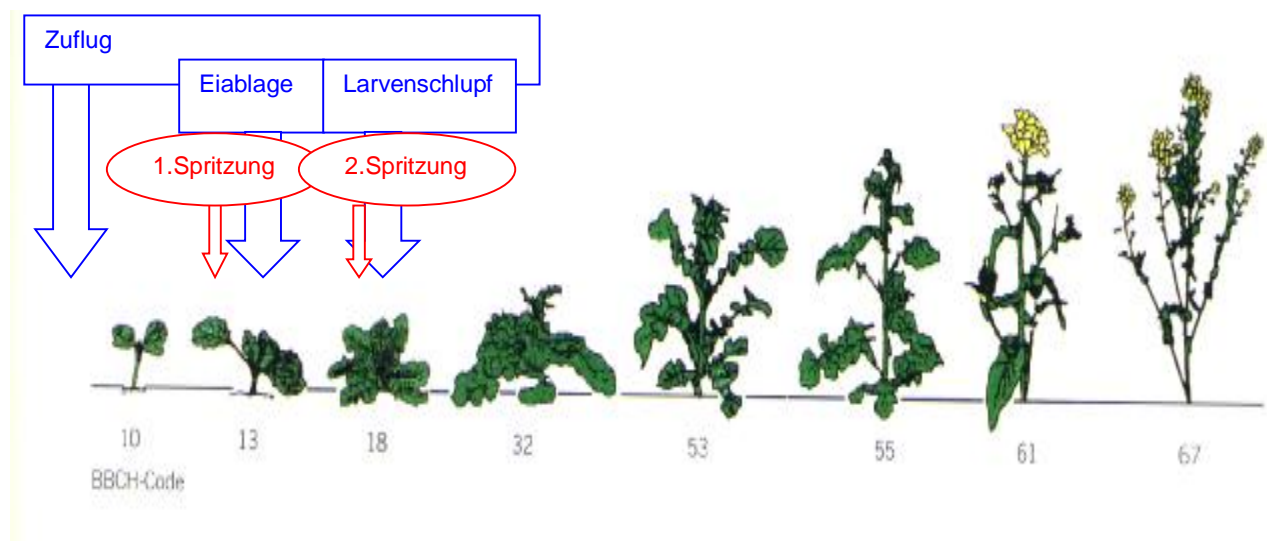 Zuflug
Eiablage Larvenschlupf
1.Spritzung 2.Spritzung
10 13 18 32 53 55 61 67
BBCH-Code